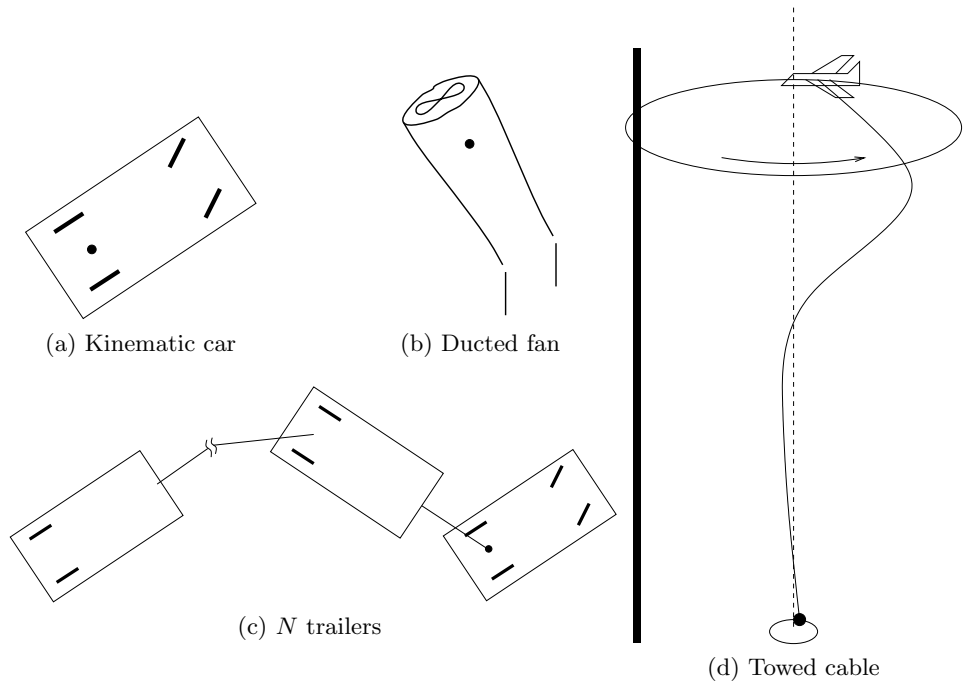 (a) Kinematic car
(b) Ducted fan
(c) N trailers
(d) Towed cable